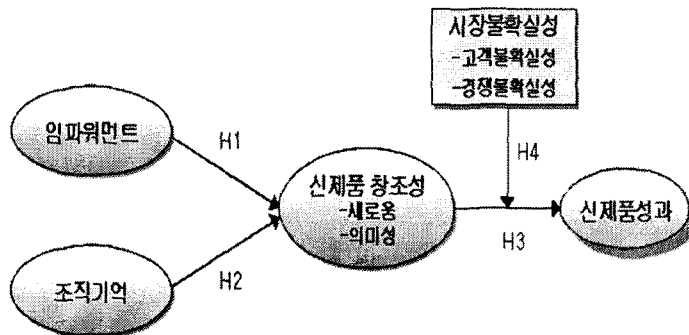 시장불확실성
-고객불확실성
-경쟁불확실성
임파워먼트
H1
H4
신제품 창조성
-새로움
-의미성
신제품성과
H3
조직기억
H2